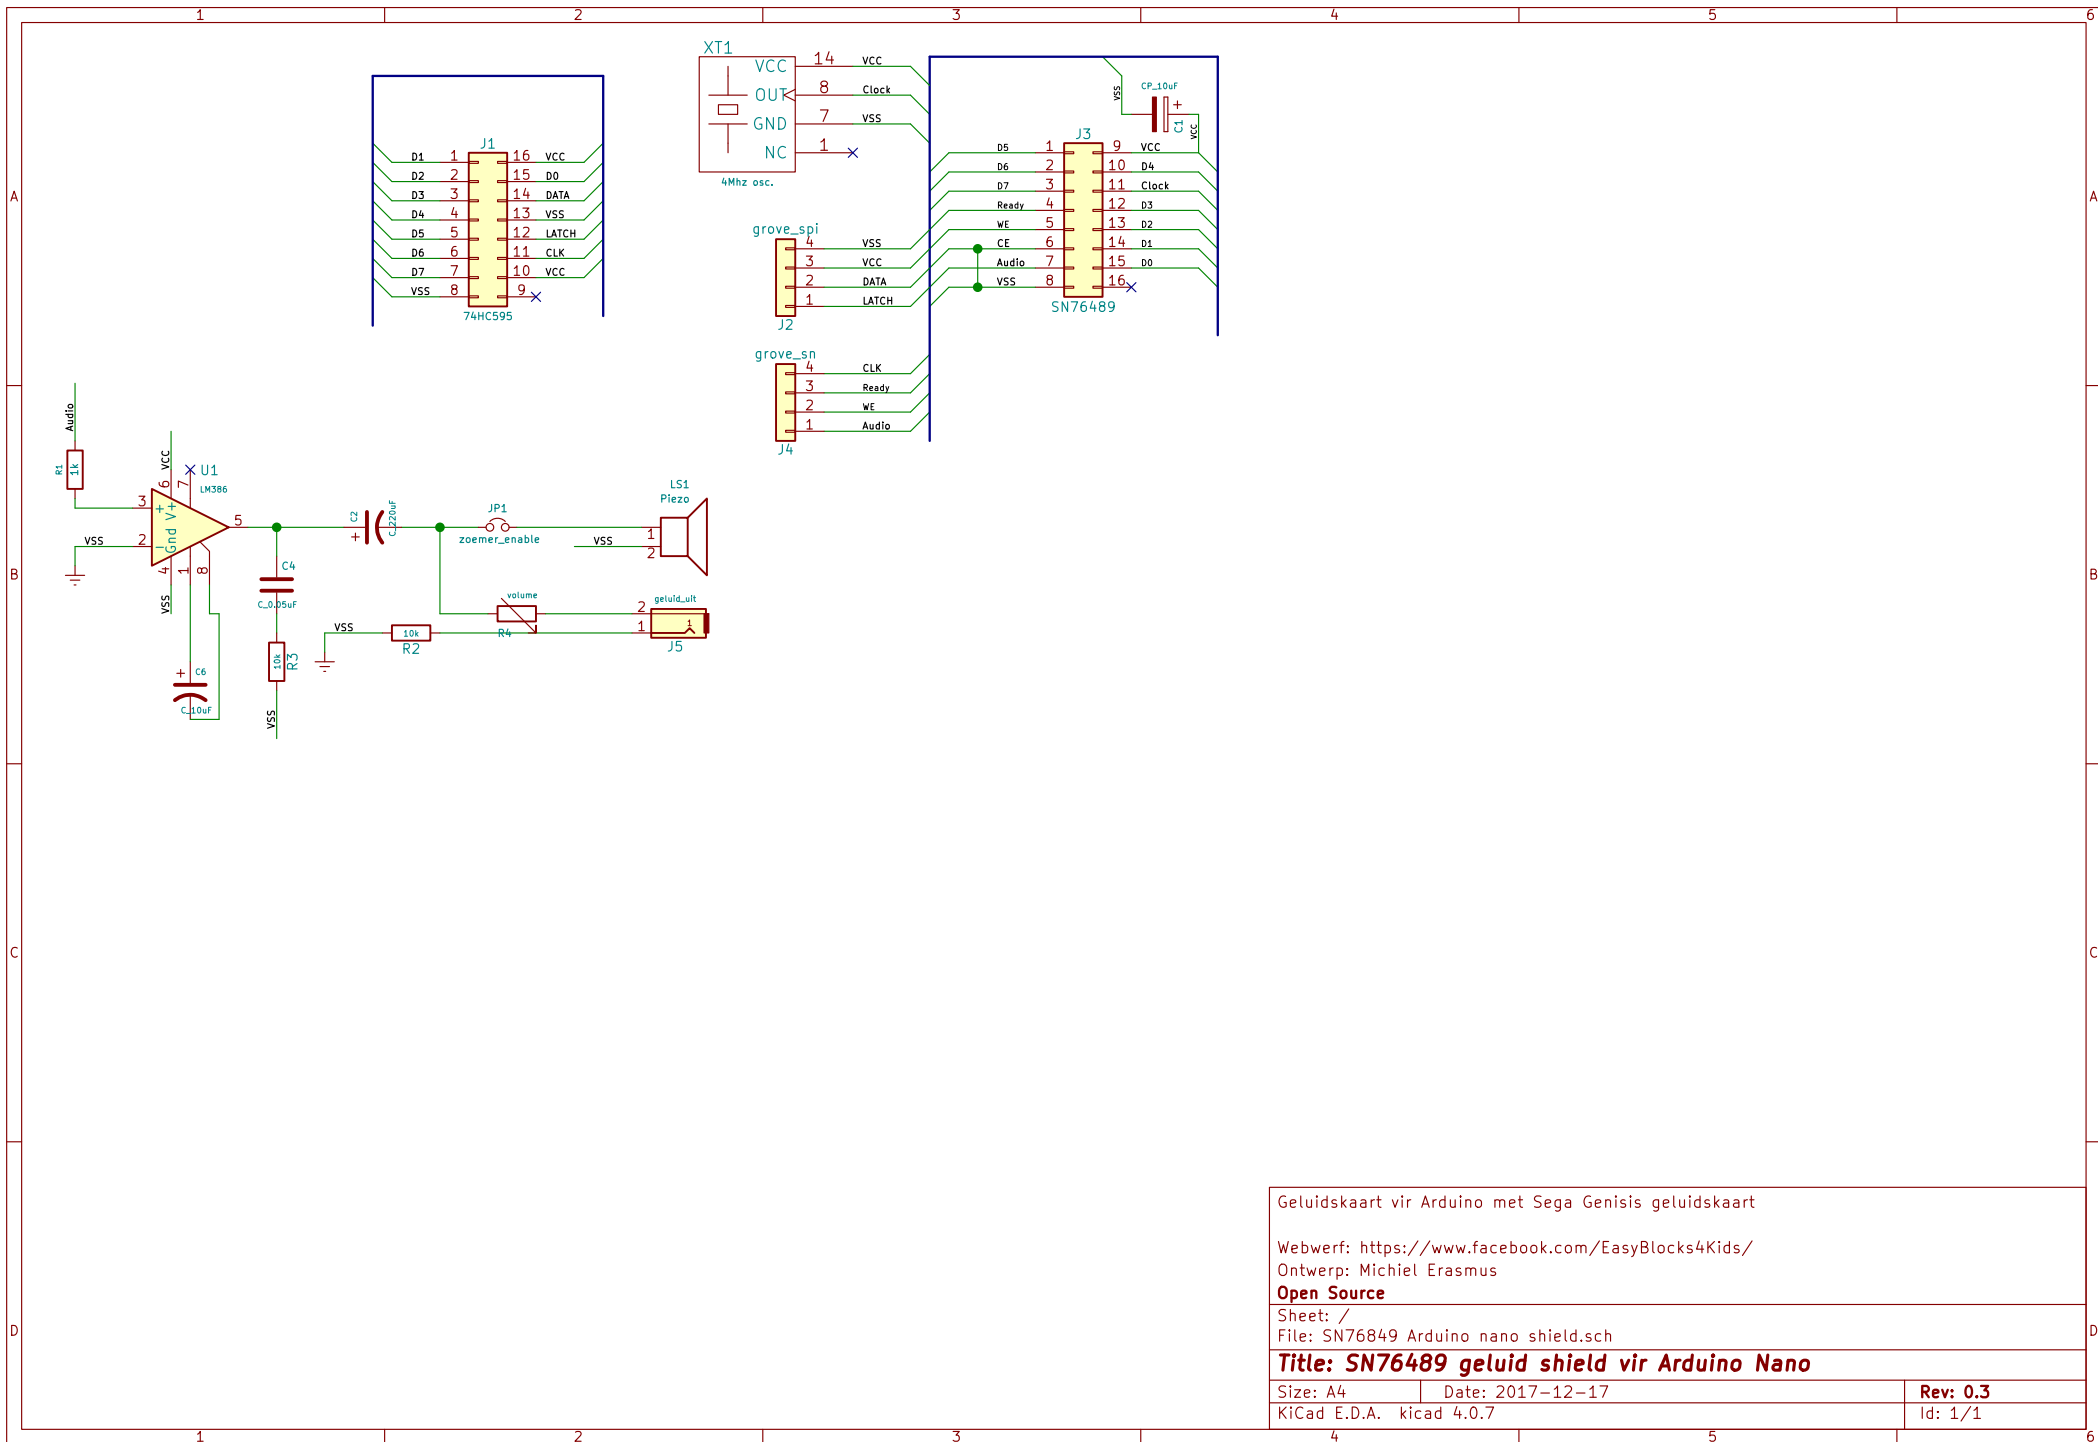 1 2 3 4 5 6
XT1
VCC 14 VCC
OUT 8 Clock
GND 7 VSS
NC 1
4Mhz osc.
CP_10uF
+
C1
VSS
VCC
J1
D1 1 16 VCC
D2 2 15 D0
D3 3 14 DATA
D4 4 13 VSS
D5 5 12 LATCH
D6 6 11 CLK
D7 7 10 VCC
VSS 8 9
74HC595
J3
D5 1 9 VCC
D6 2 10 D4
D7 3 11 Clock
Ready 4 12 D3
WE 5 13 D2
CE 6 14 D1
Audio 7 15 D0
VSS 8 16
SN76489
A A
grove_spi
4 VSS
3 VCC
2 DATA
1 LATCH
J2
grove_sn
4 CLK
3 Ready
2 WE
1 Audio
J4
Audio
R1
1k
VCC
6
7
U1
LM386
3
+
V+
5
2
−
Gnd
VSS
4
1
8
VSS
C2
+
C_220uF
JP1
zoemer_enable
LS1
Piezo
1
VSS 2
C4
C_0.05uF
10k
R3
VSS
+ C6
C_10uF
VSS 10k
R2
volume
R4
geluid_uit
2
1
1
J5
B B
C C
D D
Geluidskaart vir Arduino met Sega Genisis geluidskaart
Webwerf: https://www.facebook.com/EasyBlocks4Kids/
Ontwerp: Michiel Erasmus
Open Source
Sheet: /
File: SN76849 Arduino nano shield.sch
Title: SN76489 geluid shield vir Arduino Nano
Size: A4 Date: 2017-12-17 Rev: 0.3
KiCad E.D.A. kicad 4.0.7 Id: 1/1
1 2 3 4 5 6